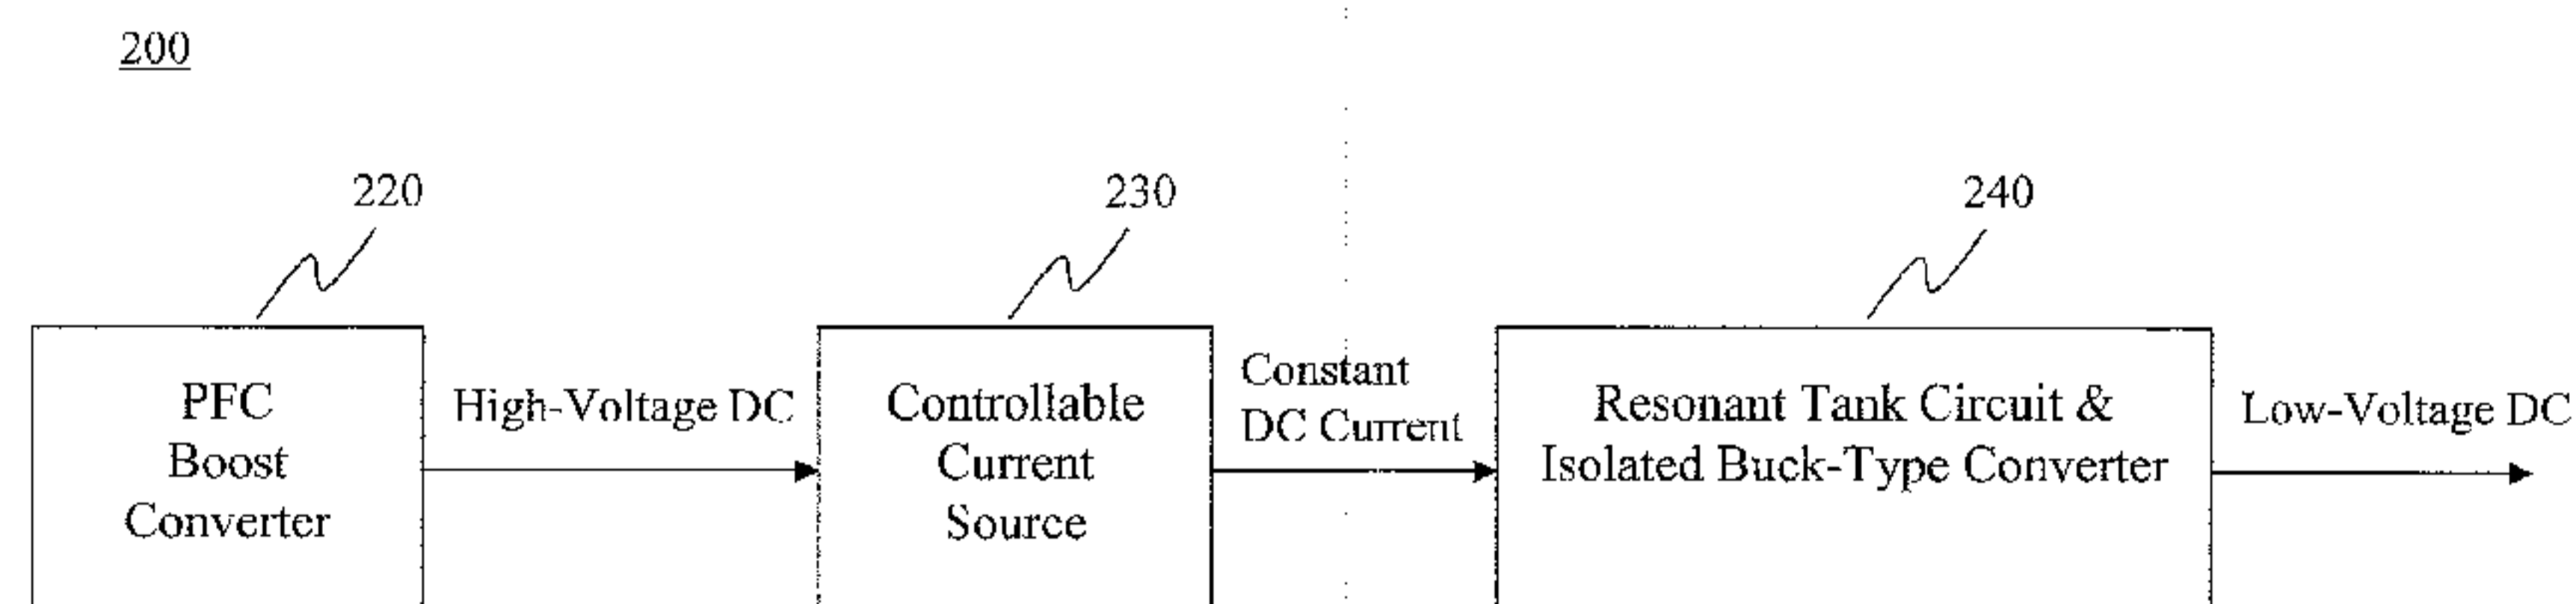 200
220
230
240
PFC
Boost
Converter
High-Voltage DC
Controllable
Current
Source
Constant
DC Current
Resonant Tank Circuit &
Isolated Buck-Type Converter
Low-Voltage DC